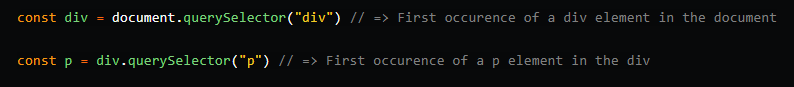 const div = document.querySelector("div") // => First occurence of a div element in the document
const p = div.querySelector("p") // => First occurence of a p element in the div